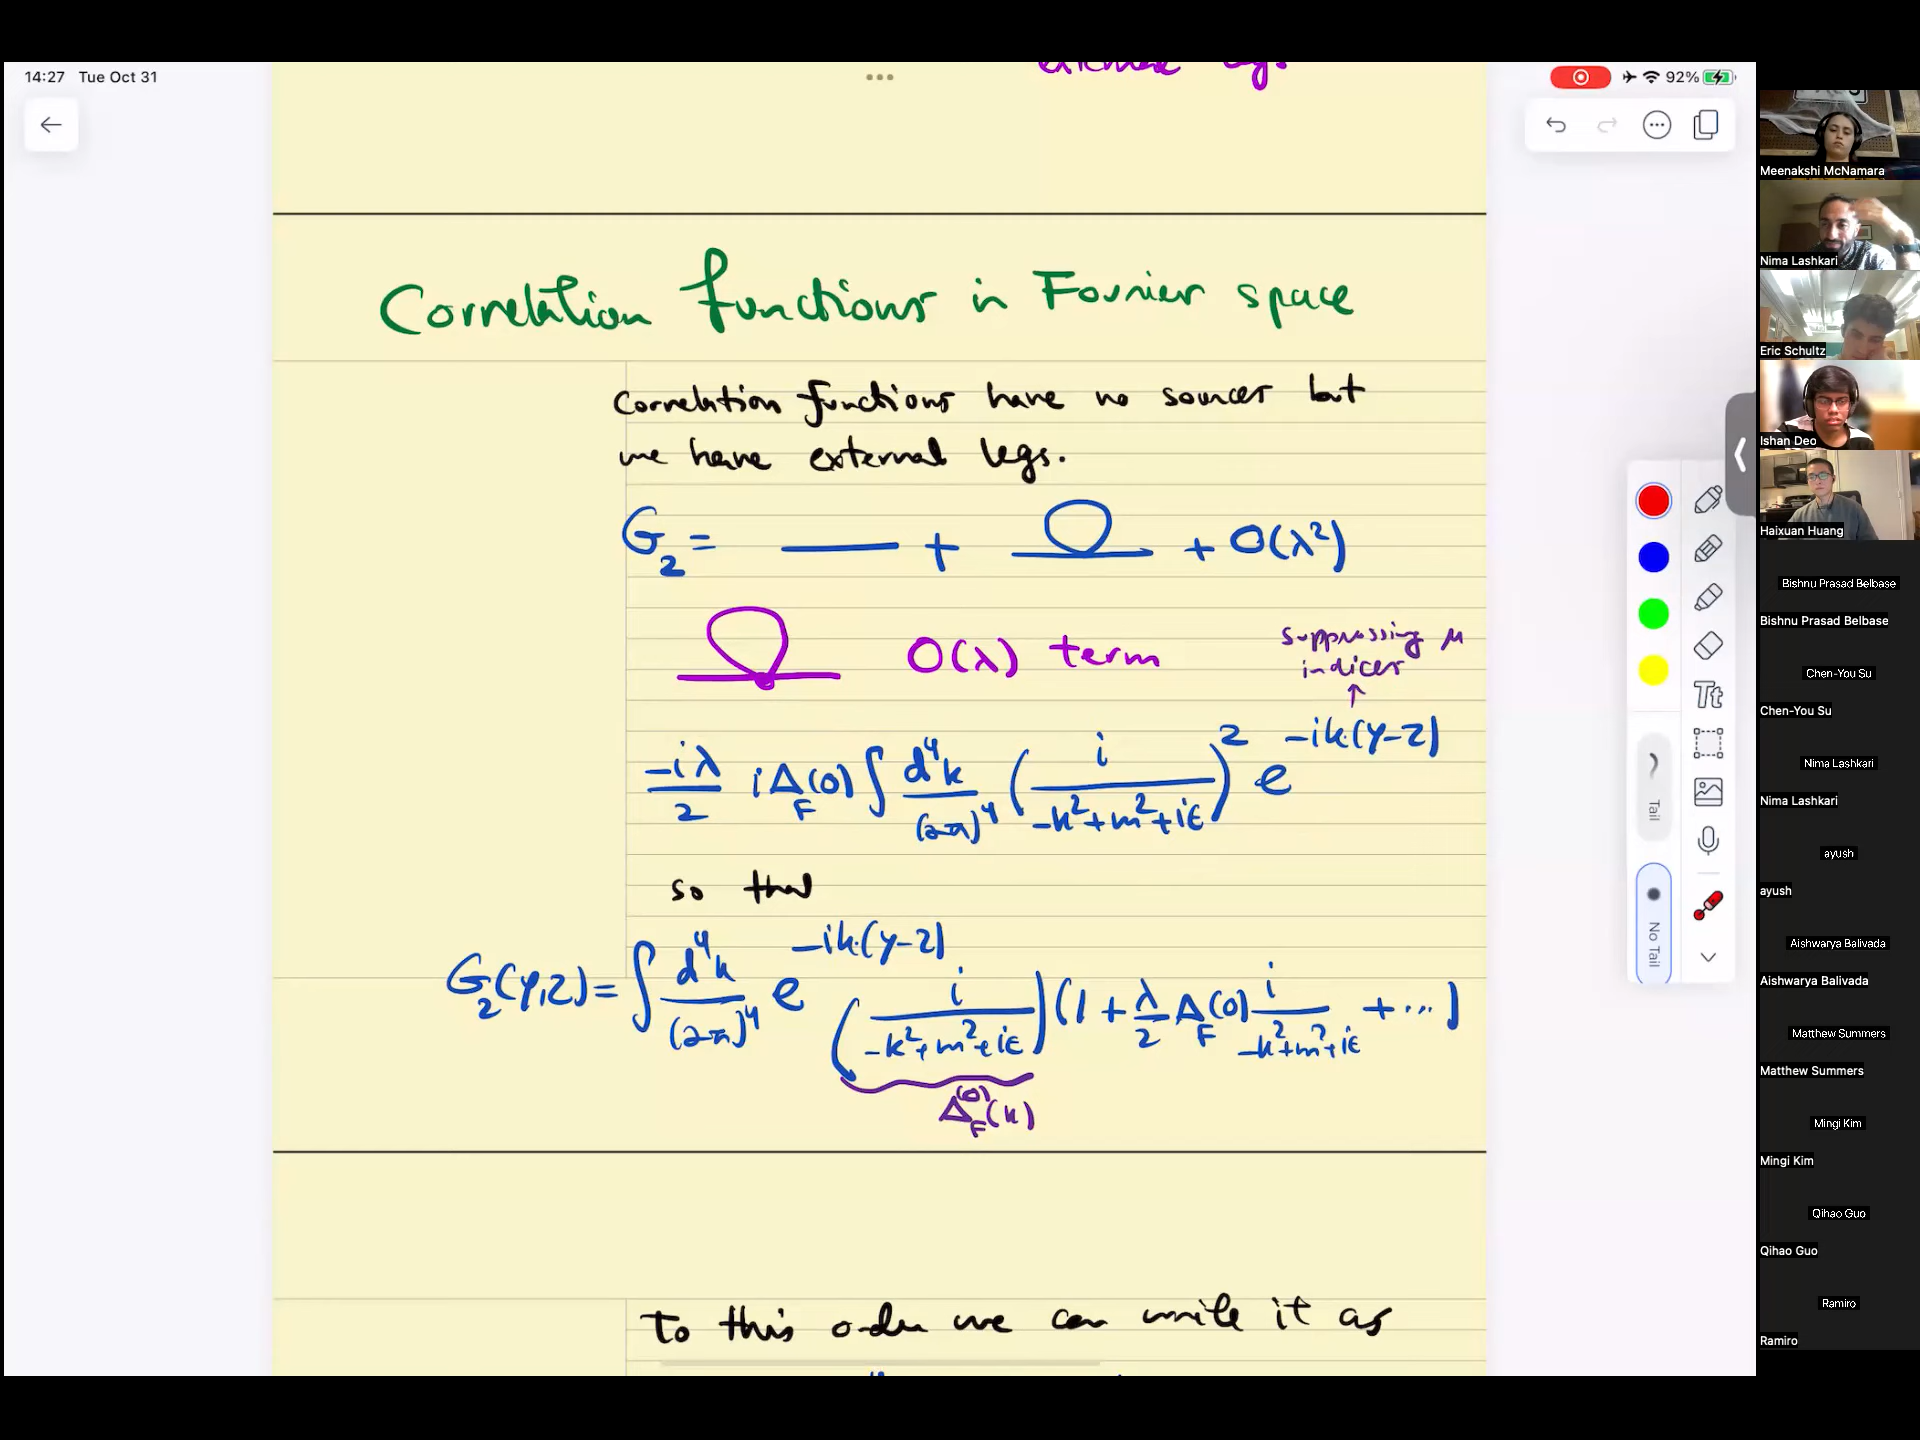 14:27 Tue Oct 31
92%
Correlation functions in Fourier space
Correlation functions have no sources but
we have external legs.
G₂ = + + O(λ²)
O(λ) term
suppressing μ
indices
↑
-iλ/2 iΔ_F(0) ∫ d⁴k/(2π)⁴ (i/(-k²+m²+iε))² e^{-ik·(y-z)}
so that
G₂(y,z) = ∫ d⁴k/(2π)⁴ e^{-ik·(y-z)} (i/(-k²+m²+iε)) (1 + λ/2 Δ_F(0) i/(-k²+m²+iε) + ...)
Δ_F^{(0)}(k)
To this order we can write it as
Tail
No Tail
Tt
Meenakshi McNamara
Nima Lashkari
Eric Schultz
Ishan Deo
Haixuan Huang
Bishnu Prasad Belbase
Bishnu Prasad Belbase
Chen-You Su
Chen-You Su
Nima Lashkari
Nima Lashkari
ayush
ayush
Aishwarya Balivada
Aishwarya Balivada
Matthew Summers
Matthew Summers
Mingi Kim
Mingi Kim
Qihao Guo
Qihao Guo
Ramiro
Ramiro